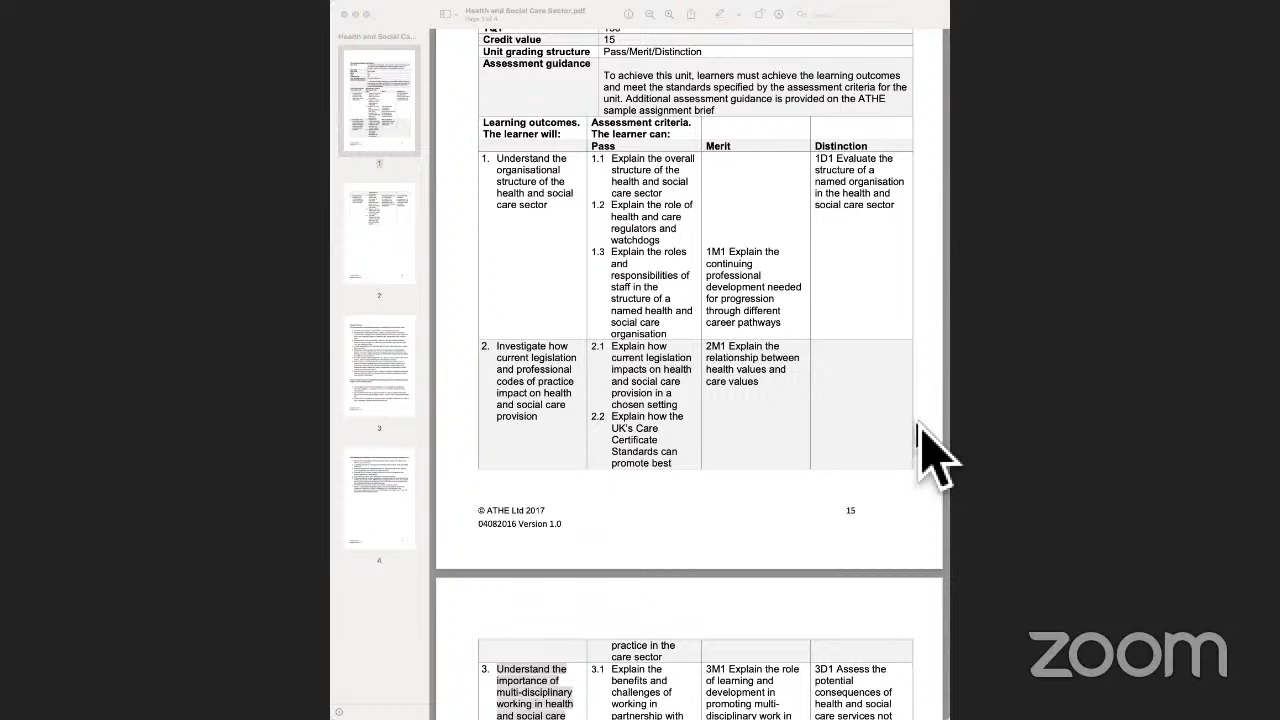 Health and Social Care Sector.pdf
Page 1 of 4
Health and Social Ca...
1
2
3
4
Credit value 15
Unit grading structure Pass/Merit/Distinction
Assessment guidance
To achieve this unit, learners must achieve the learning outcomes
and meet the standards specified by the assessment criteria for the
unit. Additional assessment guidance is provided in the ATHE
sample assignment brief
Learning outcomes. Assessment criteria.
The learner will: The learner can:
Pass Merit Distinction
1. Understand the
organisational
structure of the
health and social
care sector
1.1 Explain the overall
structure of the
health and social
care sector
1.2 Explain the role of
health and care
regulators and
watchdogs
1.3 Explain the roles
and
responsibilities of
staff in the
structure of a
named health and
social care
organisation
1M1 Explain the
continuing
professional
development needed
for progression
through different
career pathways
1D1 Evaluate the
structure of a
named organisation
in the health and
social care sector
2. Investigate how
current legislation
and professional
codes of practice
impact on health
and social care
provision
2.1 Explain how
current legislation
impacts on health
and social care
provision in a
chosen setting
2.2 Explain how the
UK's Care
Certificate
Standards can
promote best
2M1 Explain the
relationship between
health values and
care values
© ATHE Ltd 2017 15
04082016 Version 1.0
practice in the
care sector
3. Understand the
importance of
multi-disciplinary
working in health
and social care
3.1 Explain the
benefits and
challenges of
working in
partnership with
3M1 Explain the role
of learning and
development in
promoting multi-
disciplinary work in
3D1 Assess the
potential
consequences of
health and social
care services not
zoom